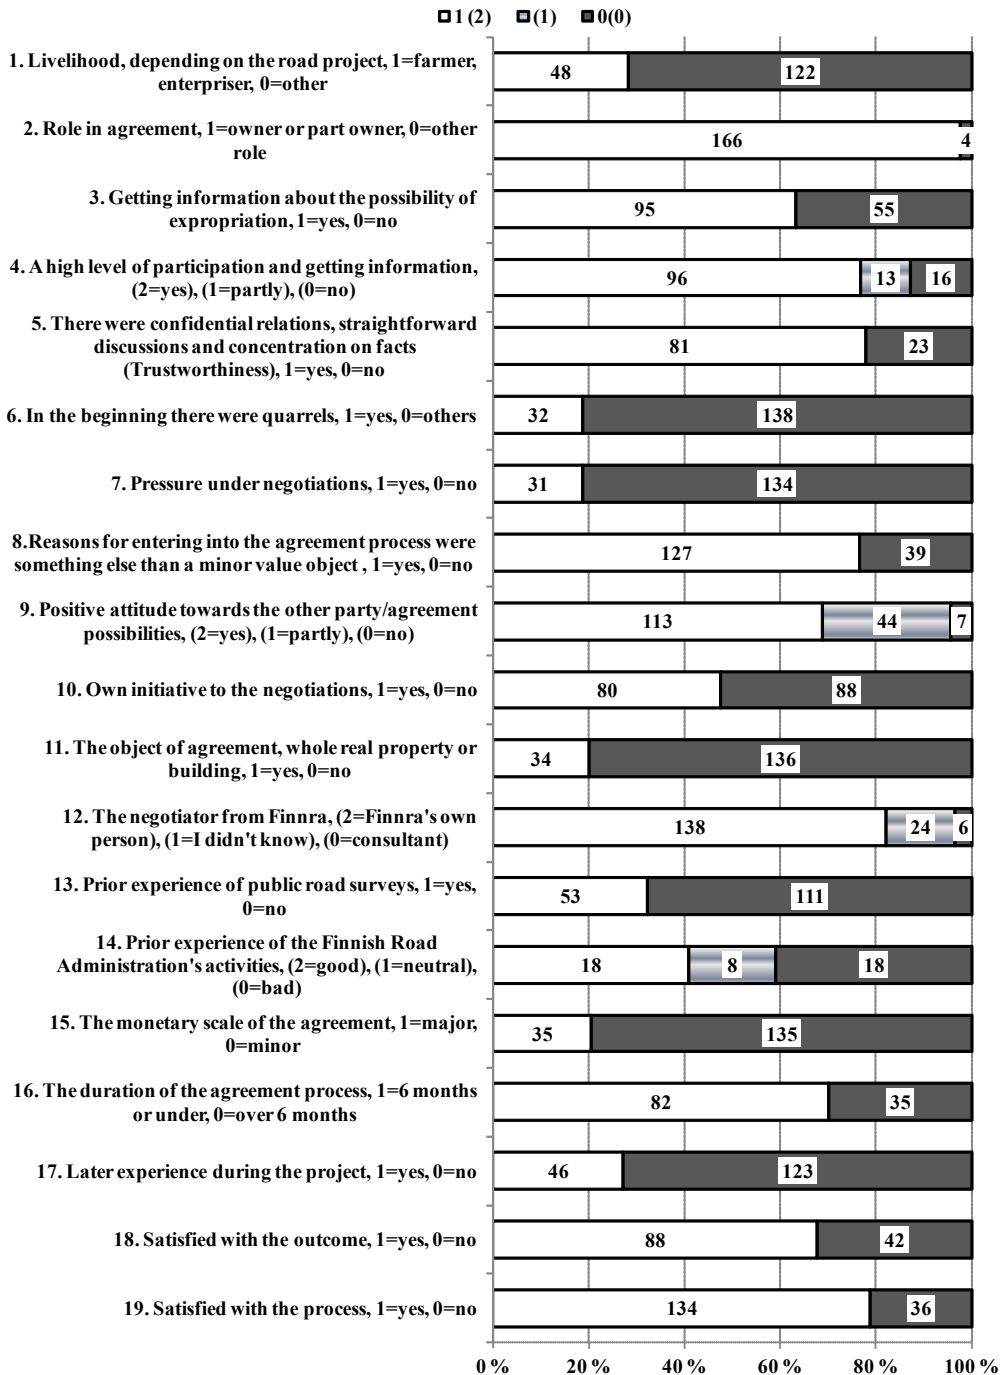 1 (2) (1) 0(0)
1. Livelihood, depending on the road project, 1=farmer,
enterpriser, 0=other
48 122
2. Role in agreement, 1=owner or part owner, 0=other
role
166 4
3. Getting information about the possibility of
expropriation, 1=yes, 0=no
95 55
4. A high level of participation and getting information,
(2=yes), (1=partly), (0=no)
96 13 16
5. There were confidential relations, straightforward
discussions and concentration on facts
(Trustworthiness), 1=yes, 0=no
81 23
6. In the beginning there were quarrels, 1=yes, 0=others
32 138
7. Pressure under negotiations, 1=yes, 0=no
31 134
8.Reasons for entering into the agreement process were
something else than a minor value object , 1=yes, 0=no
127 39
9. Positive attitude towards the other party/agreement
possibilities, (2=yes), (1=partly), (0=no)
113 44 7
10. Own initiative to the negotiations, 1=yes, 0=no
80 88
11. The object of agreement, whole real property or
building, 1=yes, 0=no
34 136
12. The negotiator from Finnra, (2=Finnra's own
person), (1=I didn't know), (0=consultant)
138 24 6
13. Prior experience of public road surveys, 1=yes,
0=no
53 111
14. Prior experience of the Finnish Road
Administration's activities, (2=good), (1=neutral),
(0=bad)
18 8 18
15. The monetary scale of the agreement, 1=major,
0=minor
35 135
16. The duration of the agreement process, 1=6 months
or under, 0=over 6 months
82 35
17. Later experience during the project, 1=yes, 0=no
46 123
18. Satisfied with the outcome, 1=yes, 0=no
88 42
19. Satisfied with the process, 1=yes, 0=no
134 36
0 % 20 % 40 % 60 % 80 % 100 %